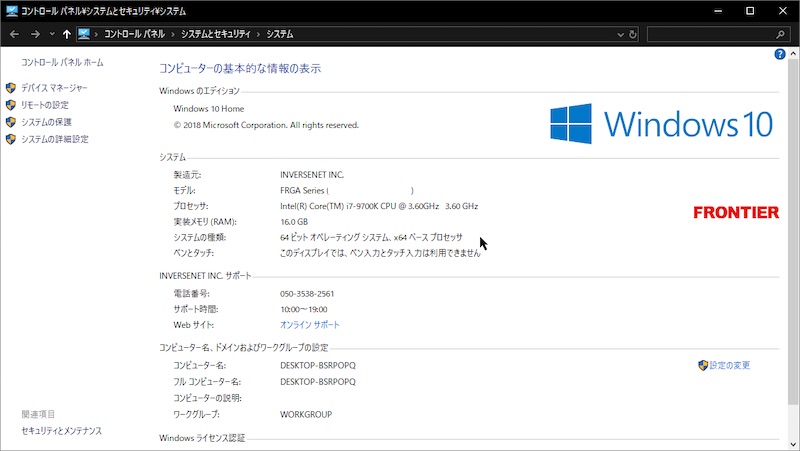 コントロール パネル¥システムとセキュリティ¥システム
コントロール パネル › システムとセキュリティ › システム
コントロール パネル ホーム
デバイス マネージャー
リモートの設定
システムの保護
システムの詳細設定
コンピューターの基本的な情報の表示
Windows のエディション
Windows 10 Home
© 2018 Microsoft Corporation. All rights reserved.
Windows 10
システム
製造元: INVERSENET INC.
モデル: FRGA Series ( )
プロセッサ: Intel(R) Core(TM) i7-9700K CPU @ 3.60GHz 3.60 GHz
実装メモリ (RAM): 16.0 GB
システムの種類: 64 ビット オペレーティング システム、x64 ベース プロセッサ
ペンとタッチ: このディスプレイでは、ペン入力とタッチ入力は利用できません
FRONTIER
INVERSENET INC. サポート
電話番号: 050-3538-2561
サポート時間: 10:00～19:00
Web サイト: オンライン サポート
コンピューター名、ドメインおよびワークグループの設定
コンピューター名: DESKTOP-BSRPOPQ
設定の変更
フル コンピューター名: DESKTOP-BSRPOPQ
コンピューターの説明:
ワークグループ: WORKGROUP
Windows ライセンス認証
関連項目
セキュリティとメンテナンス